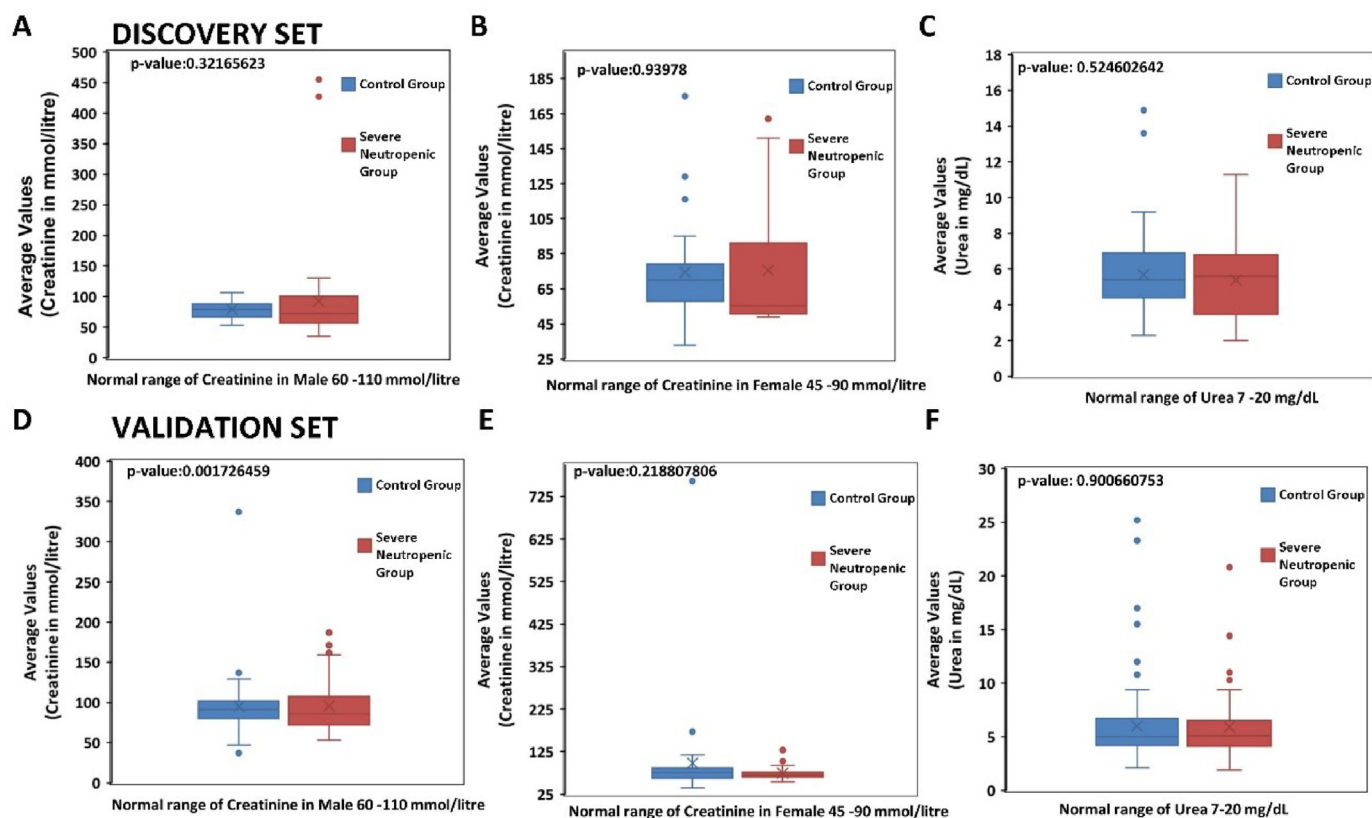 A
DISCOVERY SET
p-value:0.32165623
Control Group
Severe
Neutropenic
Group
Average Values
(Creatinine in mmol/litre)
500
450
400
350
300
250
200
150
100
50
0
Normal range of Creatinine in Male 60 -110 mmol/litre
B
p-value:0.93978
Control Group
Severe
Neutropenic
Group
Average Values
(Creatinine in mmol/litre)
185
165
145
125
105
85
65
45
25
Normal range of Creatinine in Female 45 -90 mmol/litre
C
p-value: 0.524602642
Control Group
Severe
Neutropenic
Group
Average Values
(Urea in mg/dL)
18
16
14
12
10
8
6
4
2
0
Normal range of Urea 7 -20 mg/dL
D
VALIDATION SET
p-value:0.001726459
Control Group
Severe
Neutropenic
Group
Average Values
(Creatinine in mmol/litre)
400
350
300
250
200
150
100
50
0
Normal range of Creatinine in Male 60 -110 mmol/litre
E
p-value:0.218807806
Control Group
Severe
Neutropenic
Group
Average Values
(Creatinine in mmol/litre)
725
625
525
425
325
225
125
25
Normal range of Creatinine in Female 45 -90 mmol/litre
F
p-value: 0.900660753
Control Group
Severe
Neutropenic
Group
Average Values
(Urea in mg/dL)
30
25
20
15
10
5
0
Normal range of Urea 7-20 mg/dL